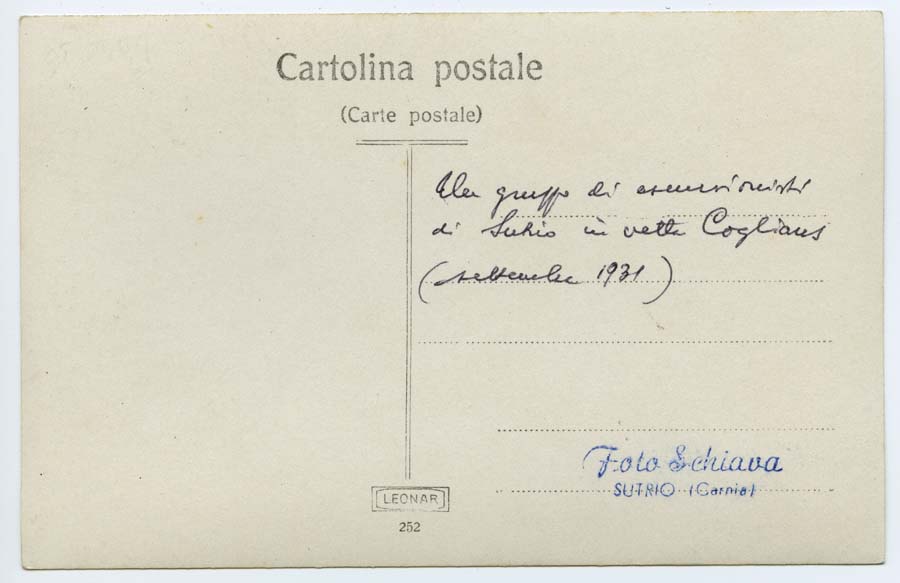 Cartolina postale
(Carte postale)
Un gruppo di escursionisti
di Sutrio in vetta Coglians
(settembre 1931)
Foto Schiava
SUTRIO (Carnia)
LEONAR
252